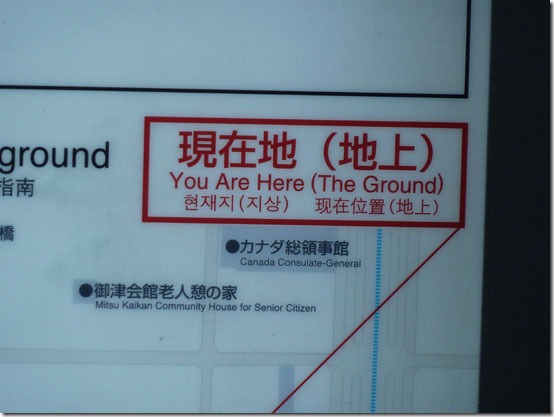 ground
指南
橋
現在地（地上）
You Are Here (The Ground)
현재지(지상) 现在位置(地上)
●カナダ総領事館
Canada Consulate-General
●御津会館老人憩の家
Mitsu Kaikan Community House for Senior Citizen